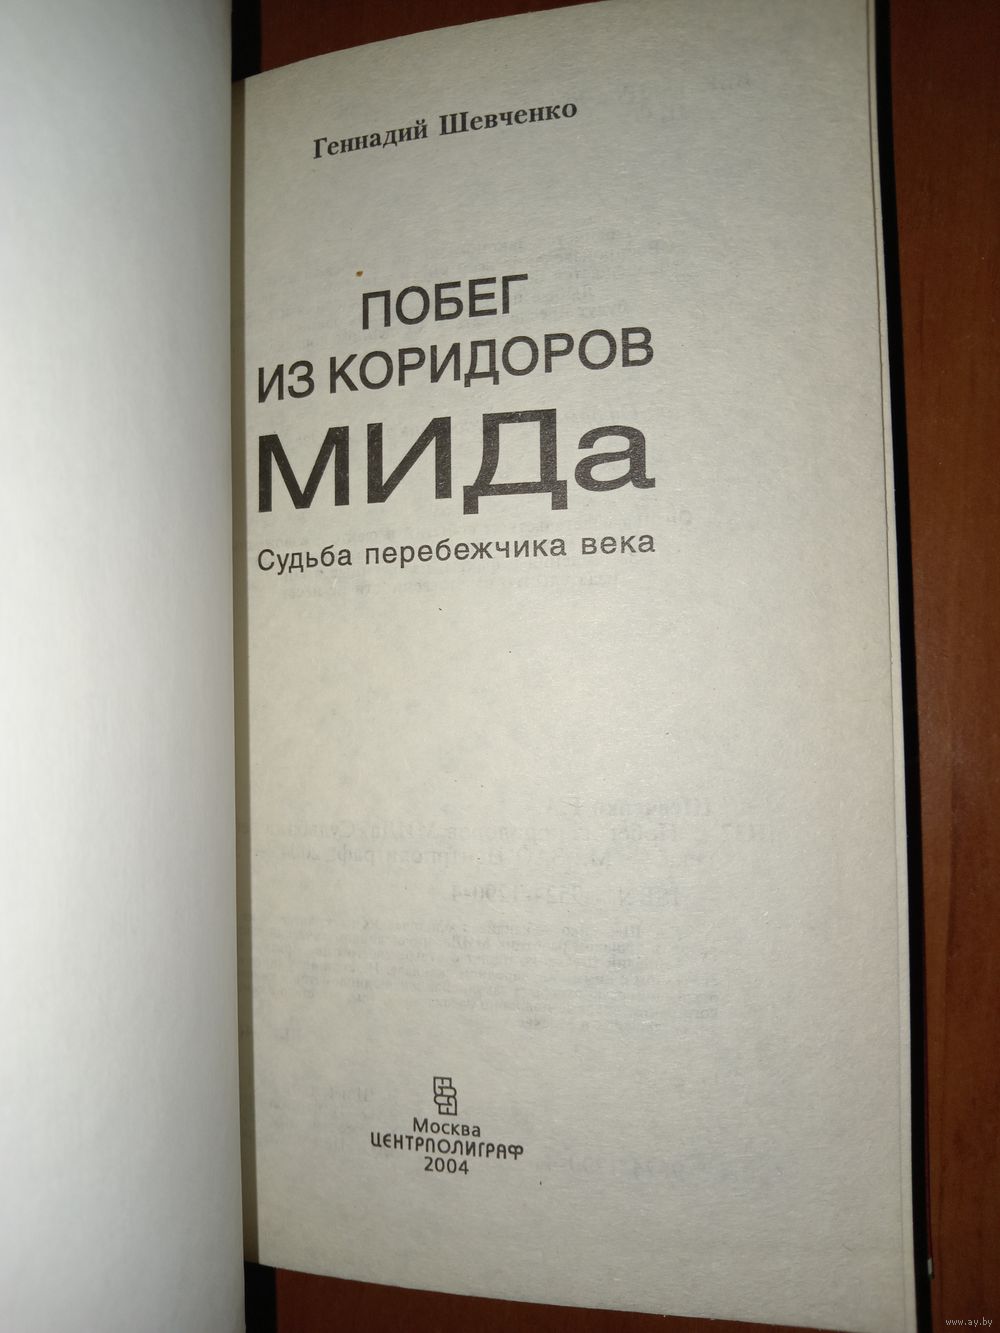 Геннадий Шевченко
ПОБЕГ
ИЗ КОРИДОРОВ
МИДа
Судьба перебежчика века
Москва
ЦЕНТРПОЛИГРАФ
2004
www.ay.by